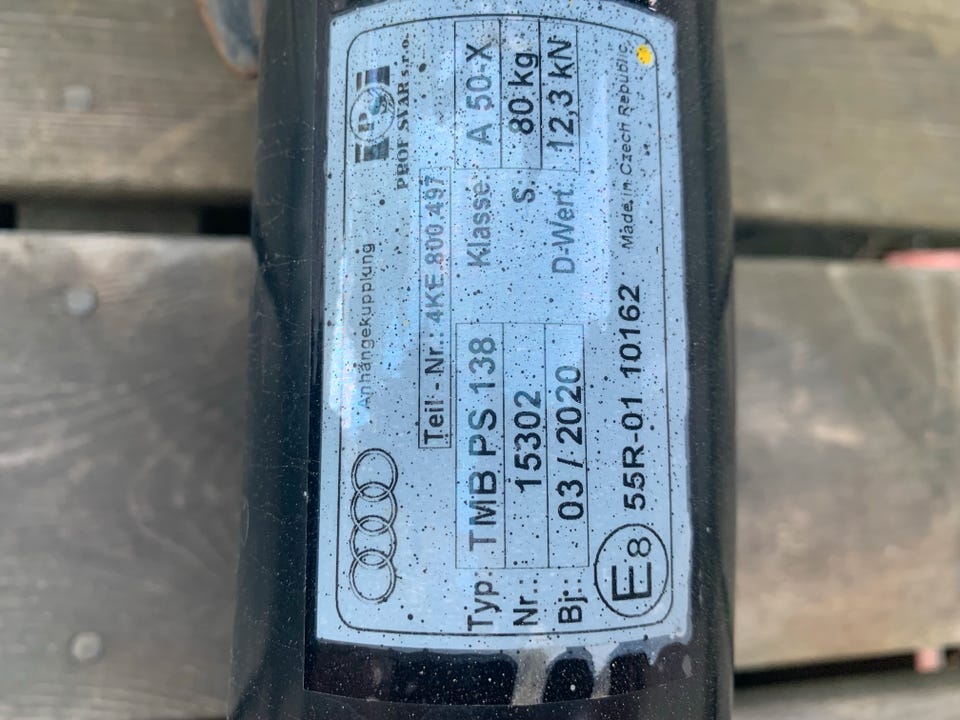 Anhängekupplung
PROF SVAR s.r.o.
Teil - Nr.: 4KE 800 497
Typ: TMB PS 138 Klasse A 50-X
Nr.: 15302 S: 80 kg
Bj: 03 / 2020 D-Wert 12,3 kN
E8 55R-01 10162 Made in Czech Republic